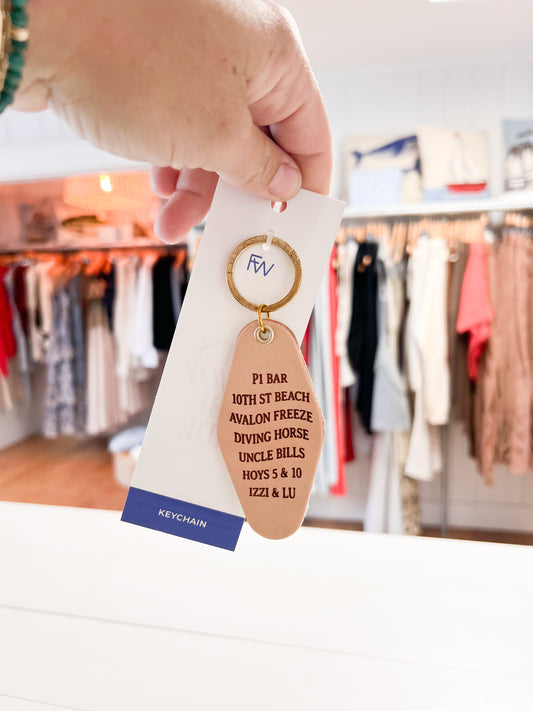 FW
P1 BAR
10TH ST BEACH
AVALON FREEZE
DIVING HORSE
UNCLE BILLS
HOYS 5 & 10
IZZI & LU
KEYCHAIN